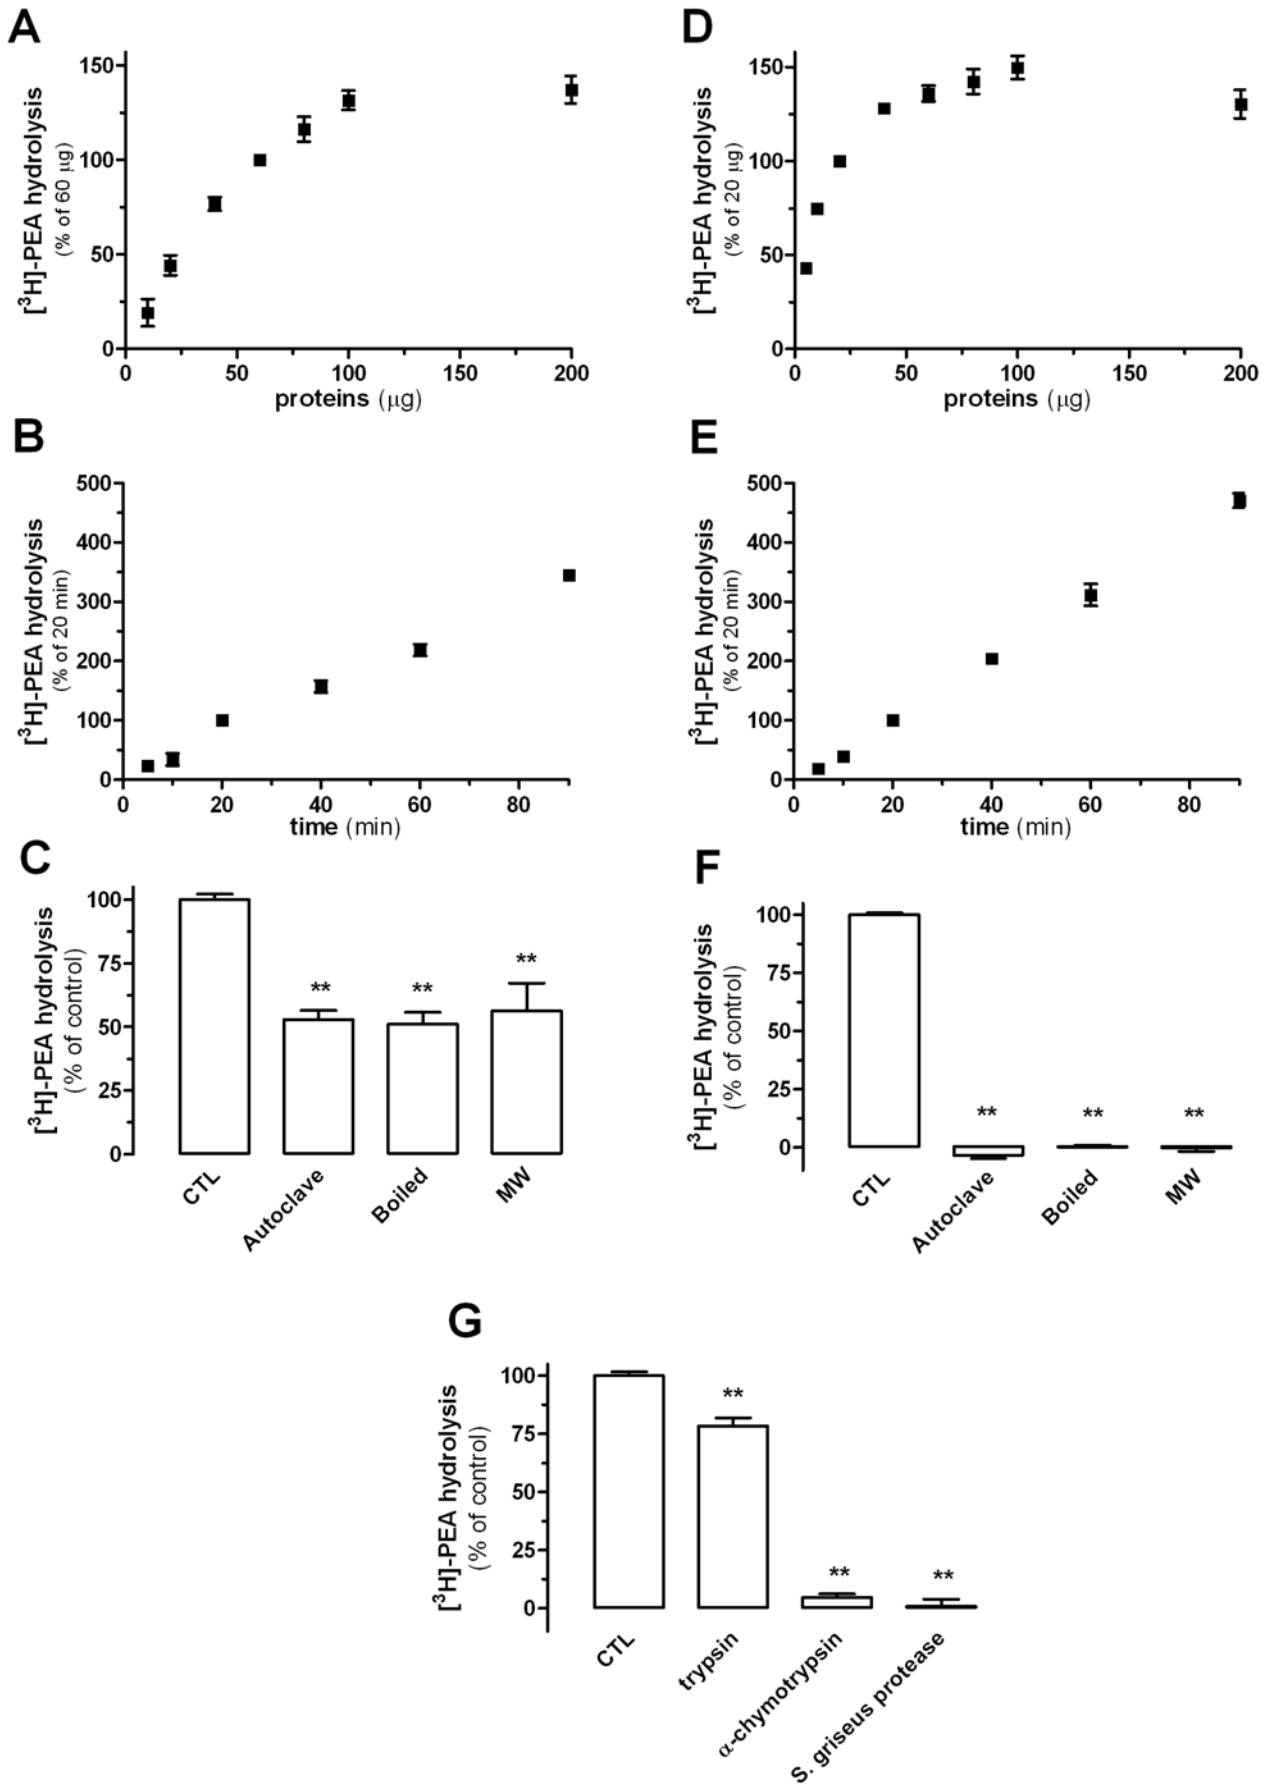 A
[³H]-PEA hydrolysis
(% of 60 µg)
150
100
50
0
0 50 100 150 200
proteins (µg)
D
[³H]-PEA hydrolysis
(% of 20 µg)
150
100
50
0
0 50 100 150 200
proteins (µg)
B
[³H]-PEA hydrolysis
(% of 20 min)
500
400
300
200
100
0
0 20 40 60 80
time (min)
E
[³H]-PEA hydrolysis
(% of 20 min)
500
400
300
200
100
0
0 20 40 60 80
time (min)
C
[³H]-PEA hydrolysis
(% of control)
100
75
50
25
0
** ** **
CTL
Autoclave
Boiled
MW
F
[³H]-PEA hydrolysis
(% of control)
100
75
50
25
0
** ** **
CTL
Autoclave
Boiled
MW
G
[³H]-PEA hydrolysis
(% of control)
100
75
50
25
0
** ** **
CTL
trypsin
α-chymotrypsin
S. griseus protease